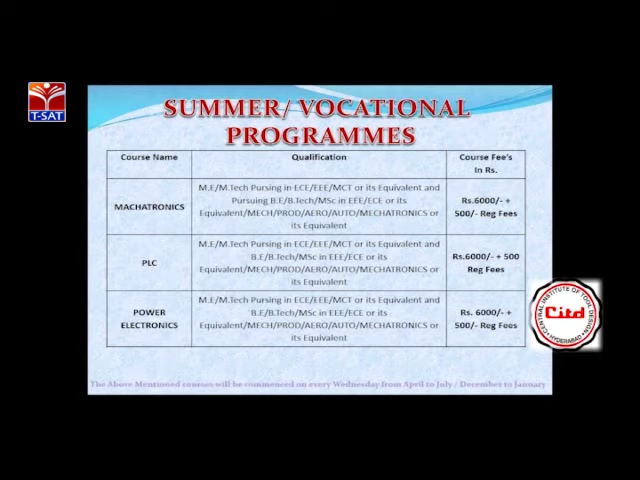 T-SAT
SUMMER/ VOCATIONAL
PROGRAMMES
Course Name
Qualification
Course Fee's
In Rs.
MACHATRONICS
M.E/M.Tech Pursing in ECE/EEE/MCT or its Equivalent and
Pursuing B.E/B.Tech/MSc in EEE/ECE or its
Equivalent/MECH/PROD/AERO/AUTO/MECHATRONICS or
its Equivalent
Rs.6000/- +
500/- Reg Fees
PLC
M.E/M.Tech Pursing in ECE/EEE/MCT or its Equivalent and
B.E/B.Tech/MSc in EEE/ECE or its
Equivalent/MECH/PROD/AERO/AUTO/MECHATRONICS or
its Equivalent
Rs.6000/- + 500
Reg Fees
POWER
ELECTRONICS
M.E/M.Tech Pursing in ECE/EEE/MCT or its Equivalent and
B.E/B.Tech/MSc in EEE/ECE or its
Equivalent/MECH/PROD/AERO/AUTO/MECHATRONICS or
its Equivalent
Rs. 6000/- +
500/- Reg Fees
CENTRAL INSTITUTE OF TOOL DESIGN
Citd
HYDERABAD
The Above Mentioned courses will be commenced on every Wednesday from April to July / December to January